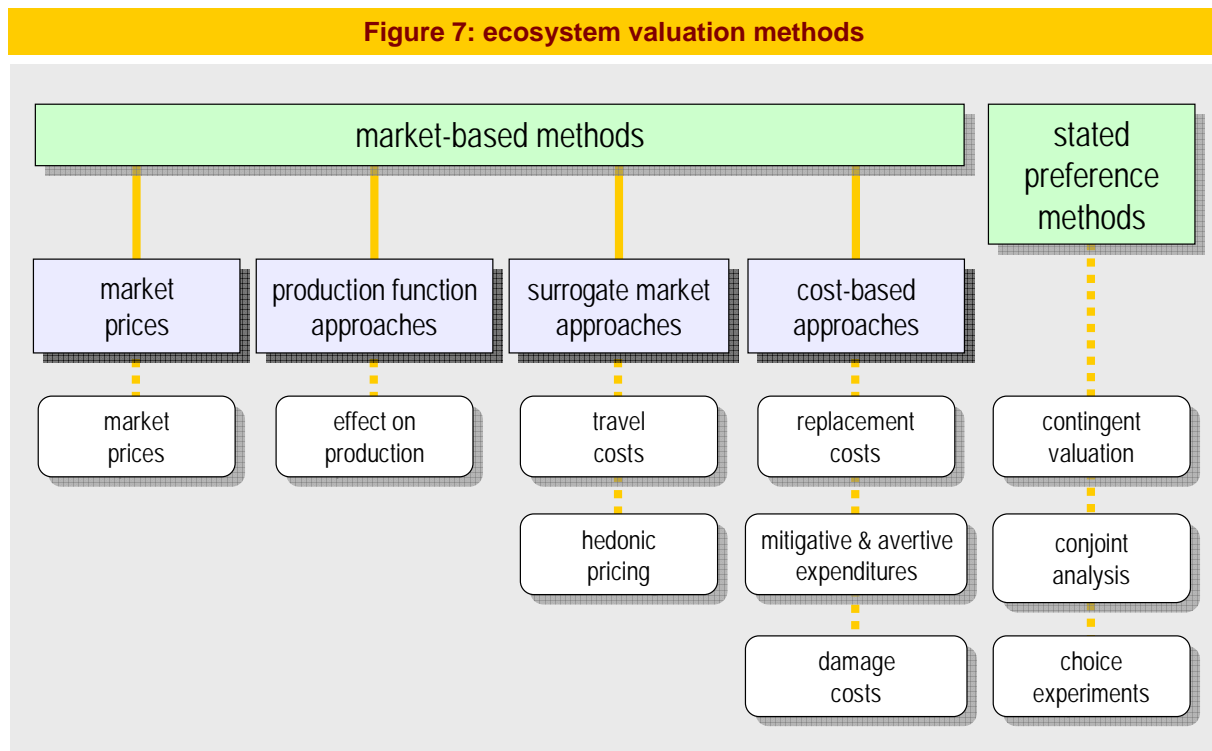 Figure 7: ecosystem valuation methods
market-based methods
stated
preference
methods
market
prices
production function
approaches
surrogate market
approaches
cost-based
approaches
market
prices
effect on
production
travel
costs
replacement
costs
contingent
valuation
hedonic
pricing
mitigative & avertive
expenditures
conjoint
analysis
damage
costs
choice
experiments